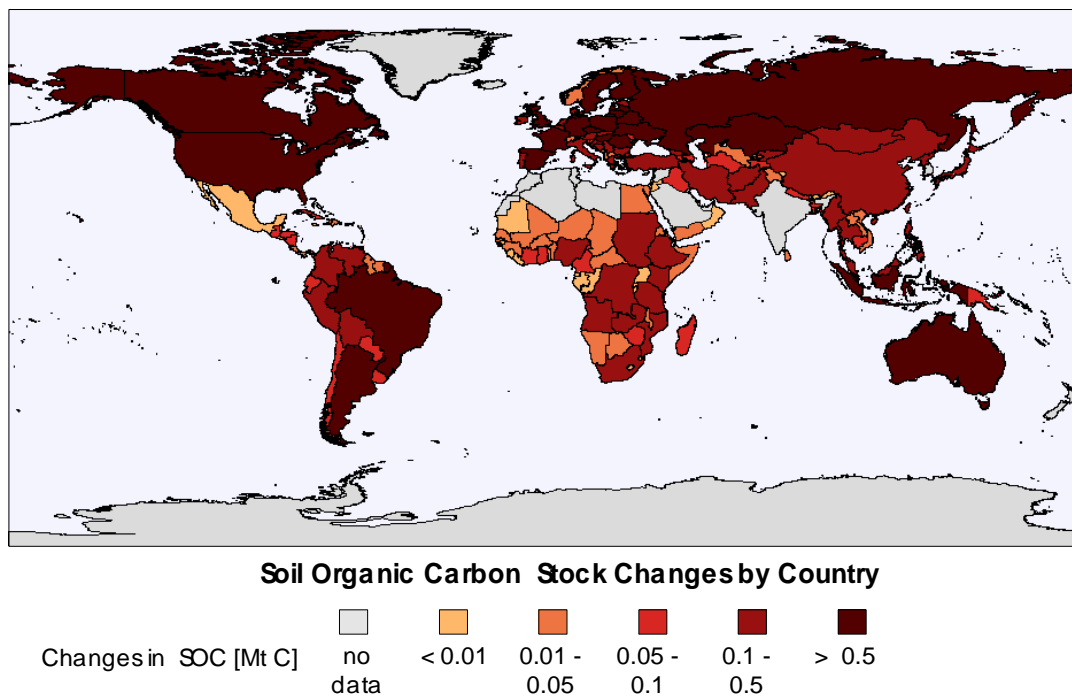 Soil Organic Carbon Stock Changes by Country
Changes in SOC [Mt C]
no data
< 0.01
0.01 - 0.05
0.05 - 0.1
0.1 - 0.5
> 0.5